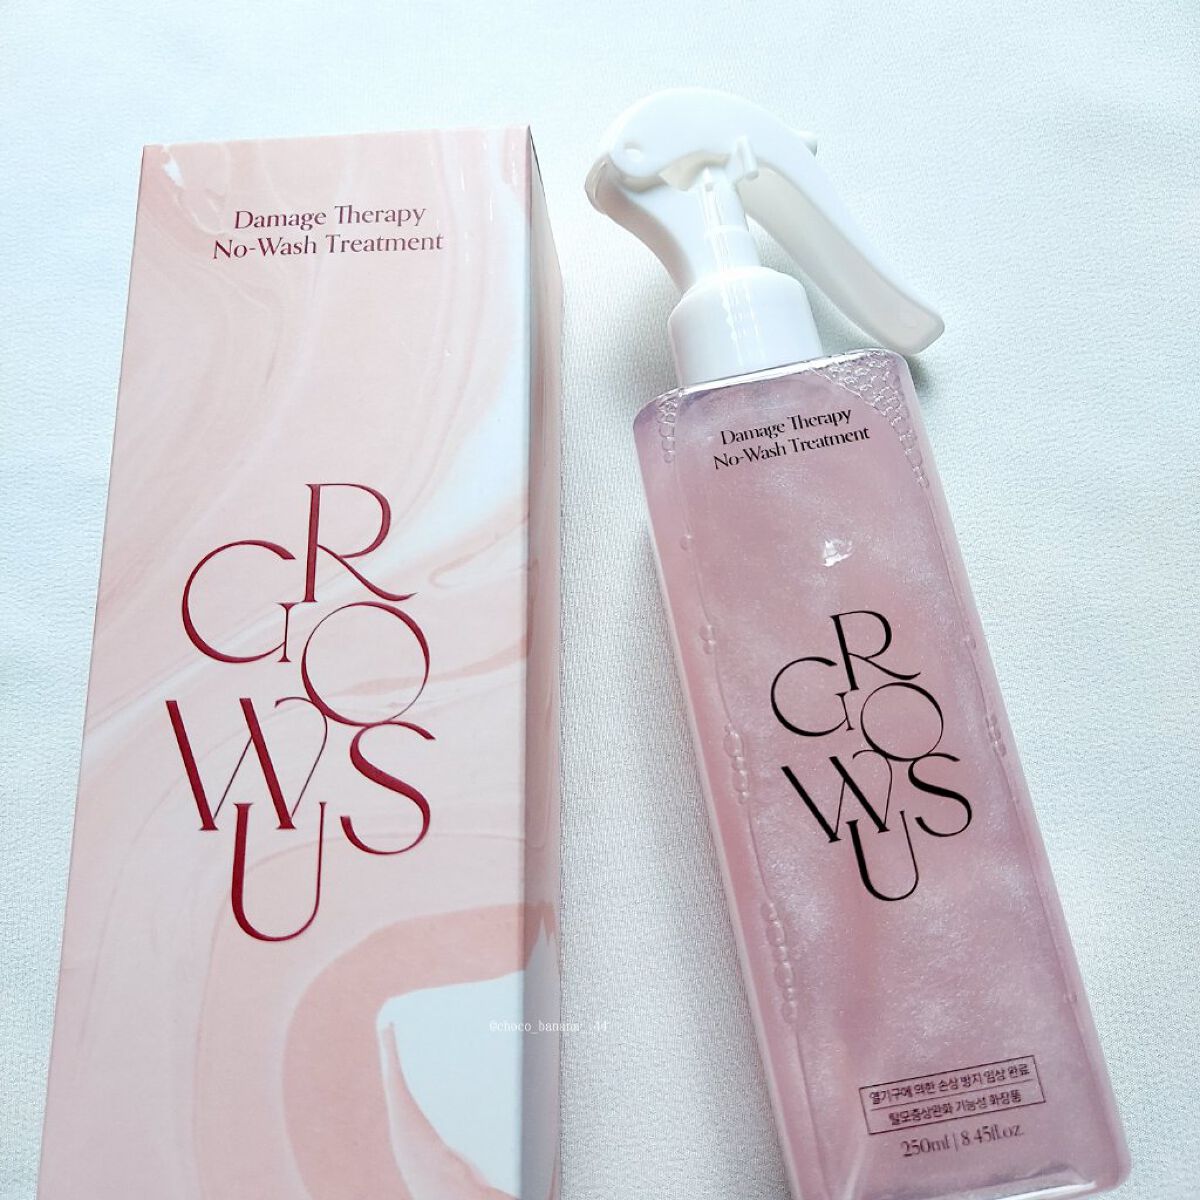 Damage Therapy
No-Wash Treatment
GROWUS
Damage Therapy
No-Wash Treatment
GROWUS
열기구에 의한 손상 방지 임상 완료
탈모증상완화 기능성 화장품
250ml | 8.45fl.oz
@choco_banana .44